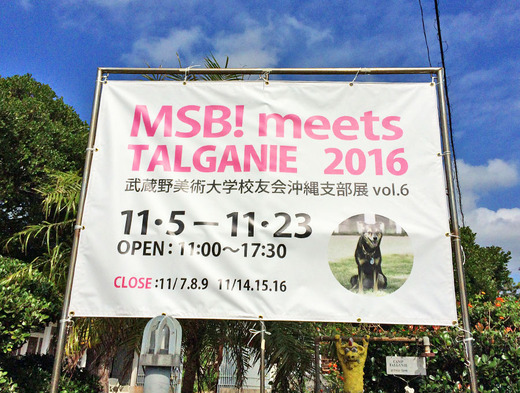 MSB! meets
TALGANIE 2016
武蔵野美術大学校友会沖縄支部展 vol.6
11・5－11・23
OPEN：11:00～17:30
CLOSE：11/7.8.9 11/14.15.16
TALGANIE